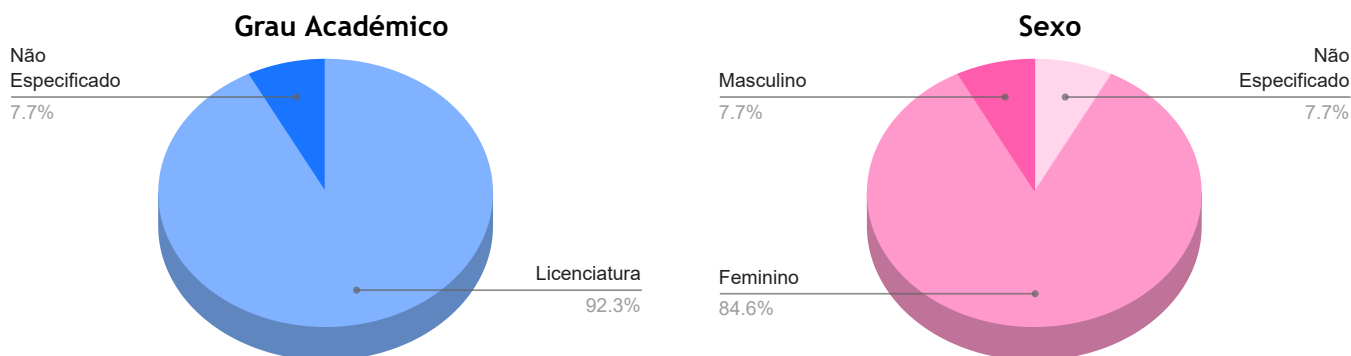 Grau Académico
Não
Especificado
7.7%
Licenciatura
92.3%
Sexo
Masculino
7.7%
Não
Especificado
7.7%
Feminino
84.6%